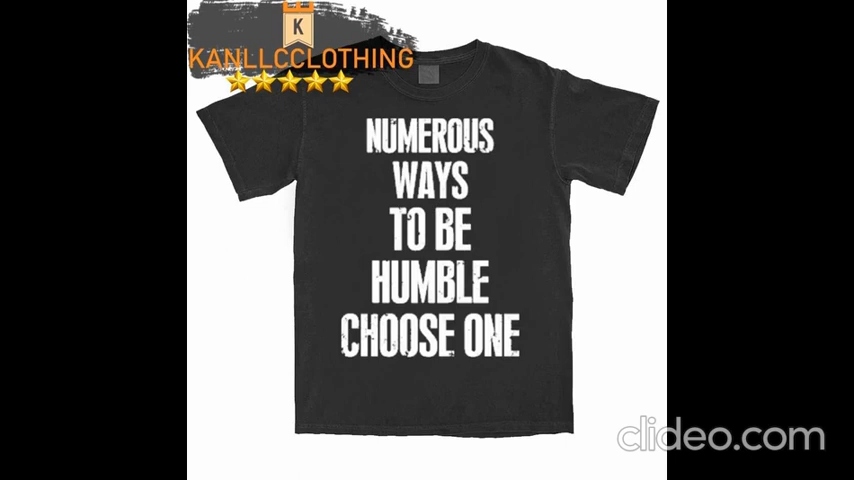 K
KANLLCCLOTHING
NUMEROUS
WAYS
TO BE
HUMBLE
CHOOSE ONE
clideo.com